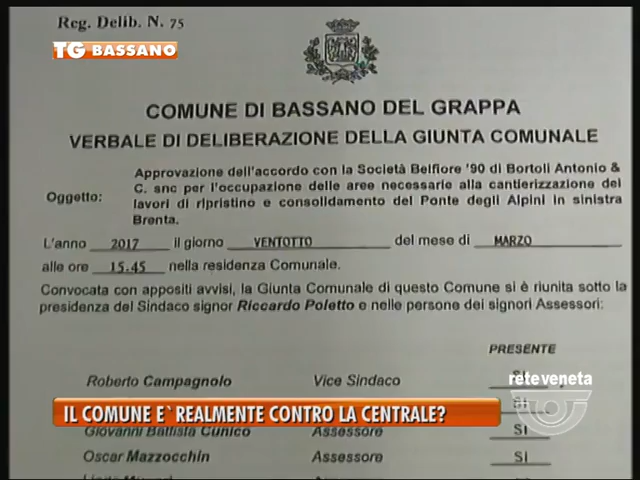 Reg. Delib. N. 75
TG BASSANO
COMUNE DI BASSANO DEL GRAPPA
VERBALE DI DELIBERAZIONE DELLA GIUNTA COMUNALE
Approvazione dell'accordo con la Società Belfiore '90 di Bortoli Antonio &
C. snc per l'occupazione delle aree necessarie alla cantierizzazione dei
Oggetto: lavori di ripristino e consolidamento del Ponte degli Alpini in sinistra
Brenta.
L'anno 2017 il giorno VENTOTTO del mese di MARZO
alle ore 15.45 nella residenza Comunale.
Convocata con appositi avvisi, la Giunta Comunale di questo Comune si è riunita sotto la
presidenza del Sindaco signor Riccardo Poletto e nelle persone dei signori Assessori:
PRESENTE
Roberto Campagnolo Vice Sindaco SI
reteveneta
IL COMUNE E` REALMENTE CONTRO LA CENTRALE?
SI
Giovanni Battista Cunico Assessore SI
Oscar Mazzocchin Assessore SI